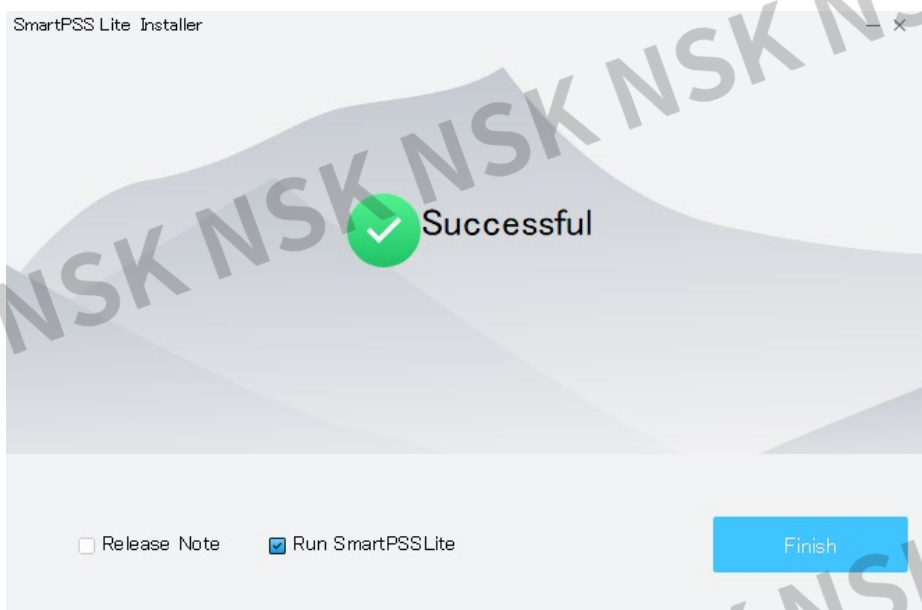 SmartPSS Lite Installer
NSK NSK NSK NSK NSK
Successful
Release Note
Run SmartPSSLite
Finish
NSK NSK